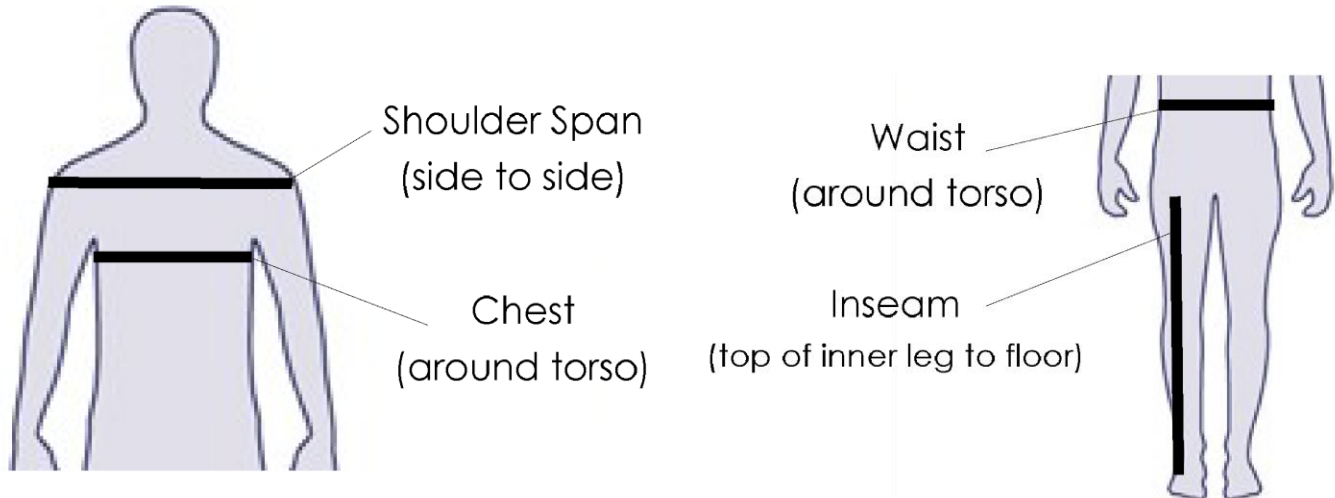 Shoulder Span
(side to side)
Chest
(around torso)
Waist
(around torso)
Inseam
(top of inner leg to floor)